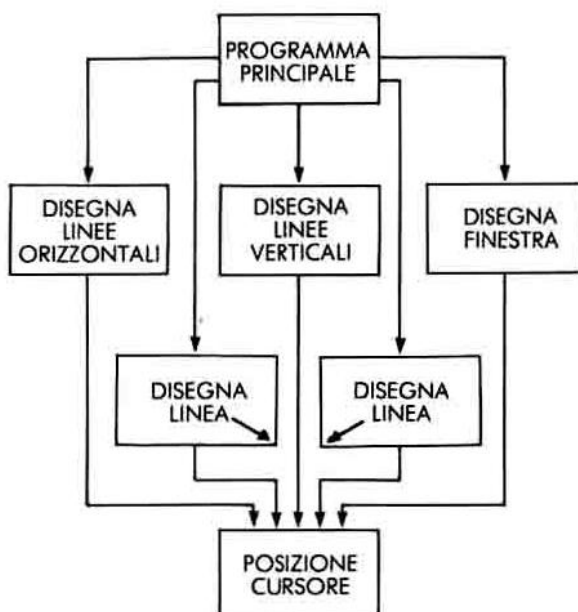 PROGRAMMA
PRINCIPALE
DISEGNA
LINEE
ORIZZONTALI
DISEGNA
LINEE
VERTICALI
DISEGNA
FINESTRA
DISEGNA
LINEA
DISEGNA
LINEA
POSIZIONE
CURSORE